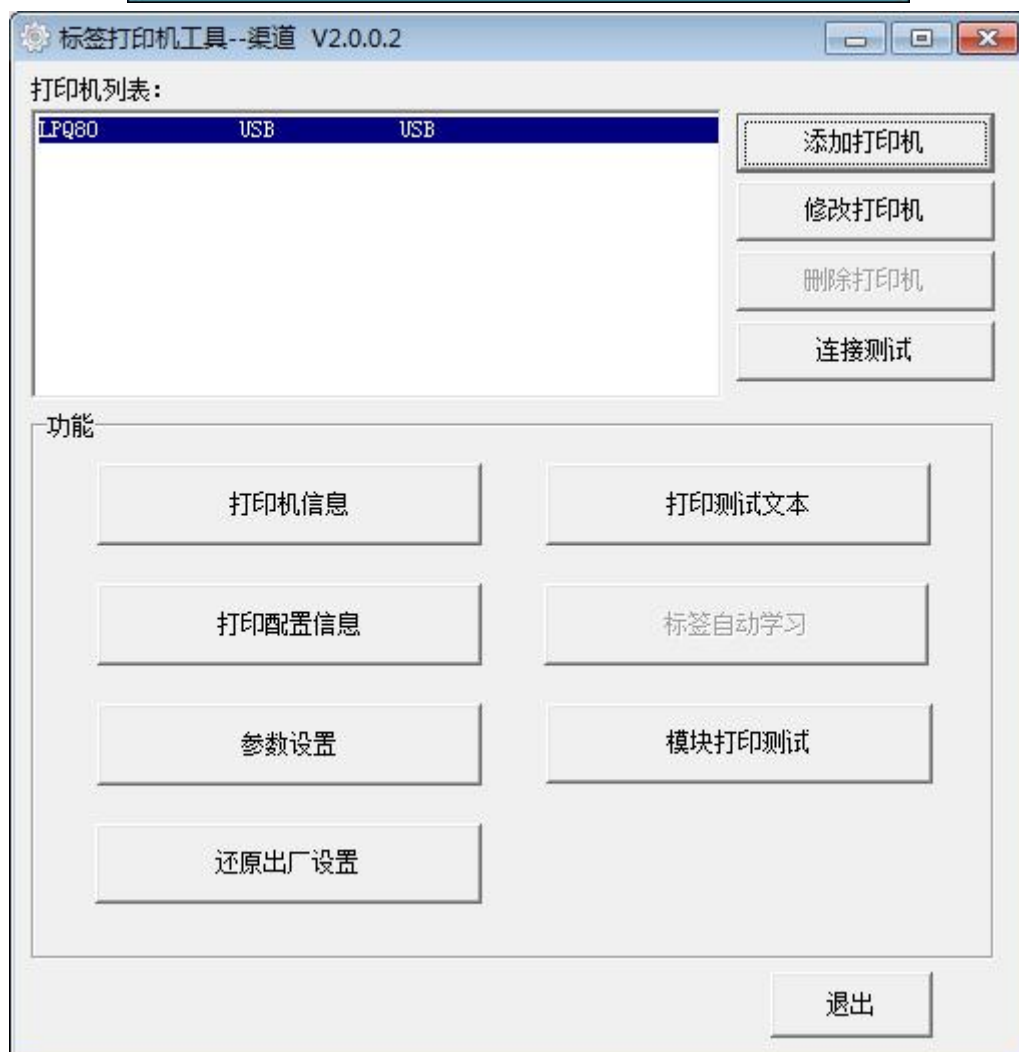 标签打印机工具--渠道 V2.0.0.2
打印机列表：
LPQ80 USB USB
添加打印机
修改打印机
删除打印机
连接测试
功能
打印机信息
打印测试文本
打印配置信息
标签自动学习
参数设置
模块打印测试
还原出厂设置
退出